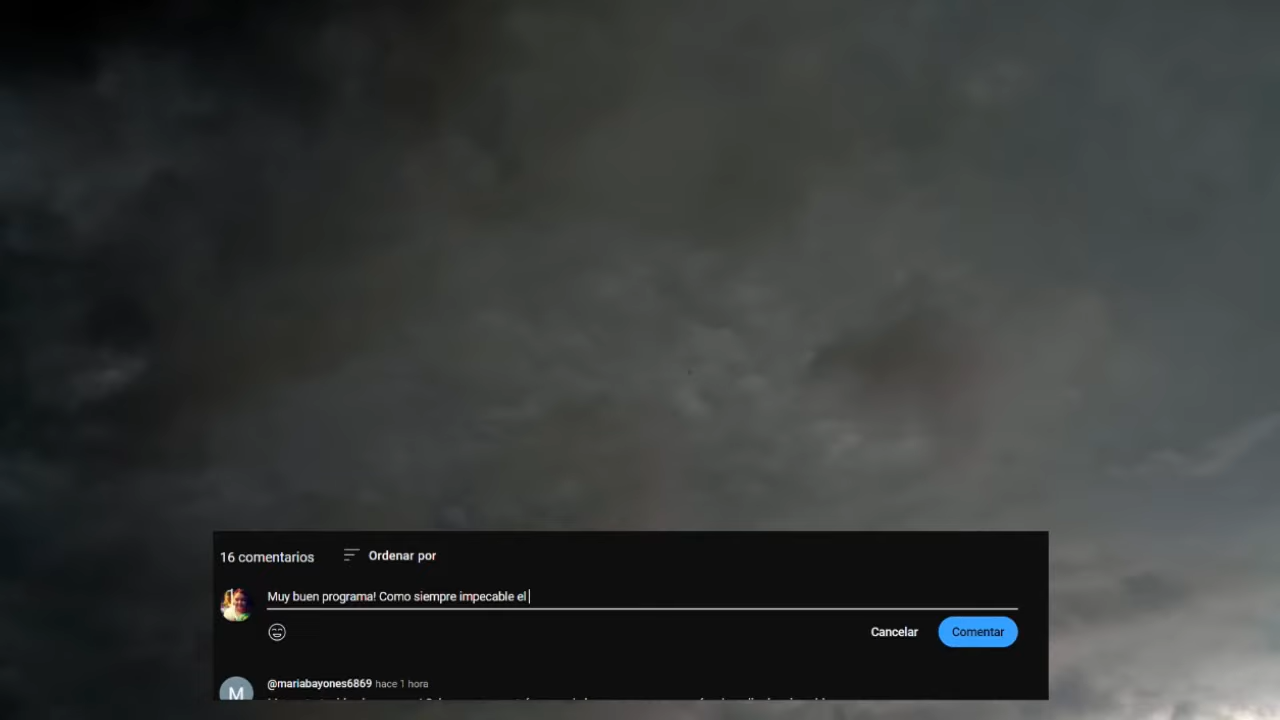 16 comentarios
Ordenar por
Muy buen programa! Como siempre impecable el
Cancelar
Comentar
M
@mariabayones6869 hace 1 hora